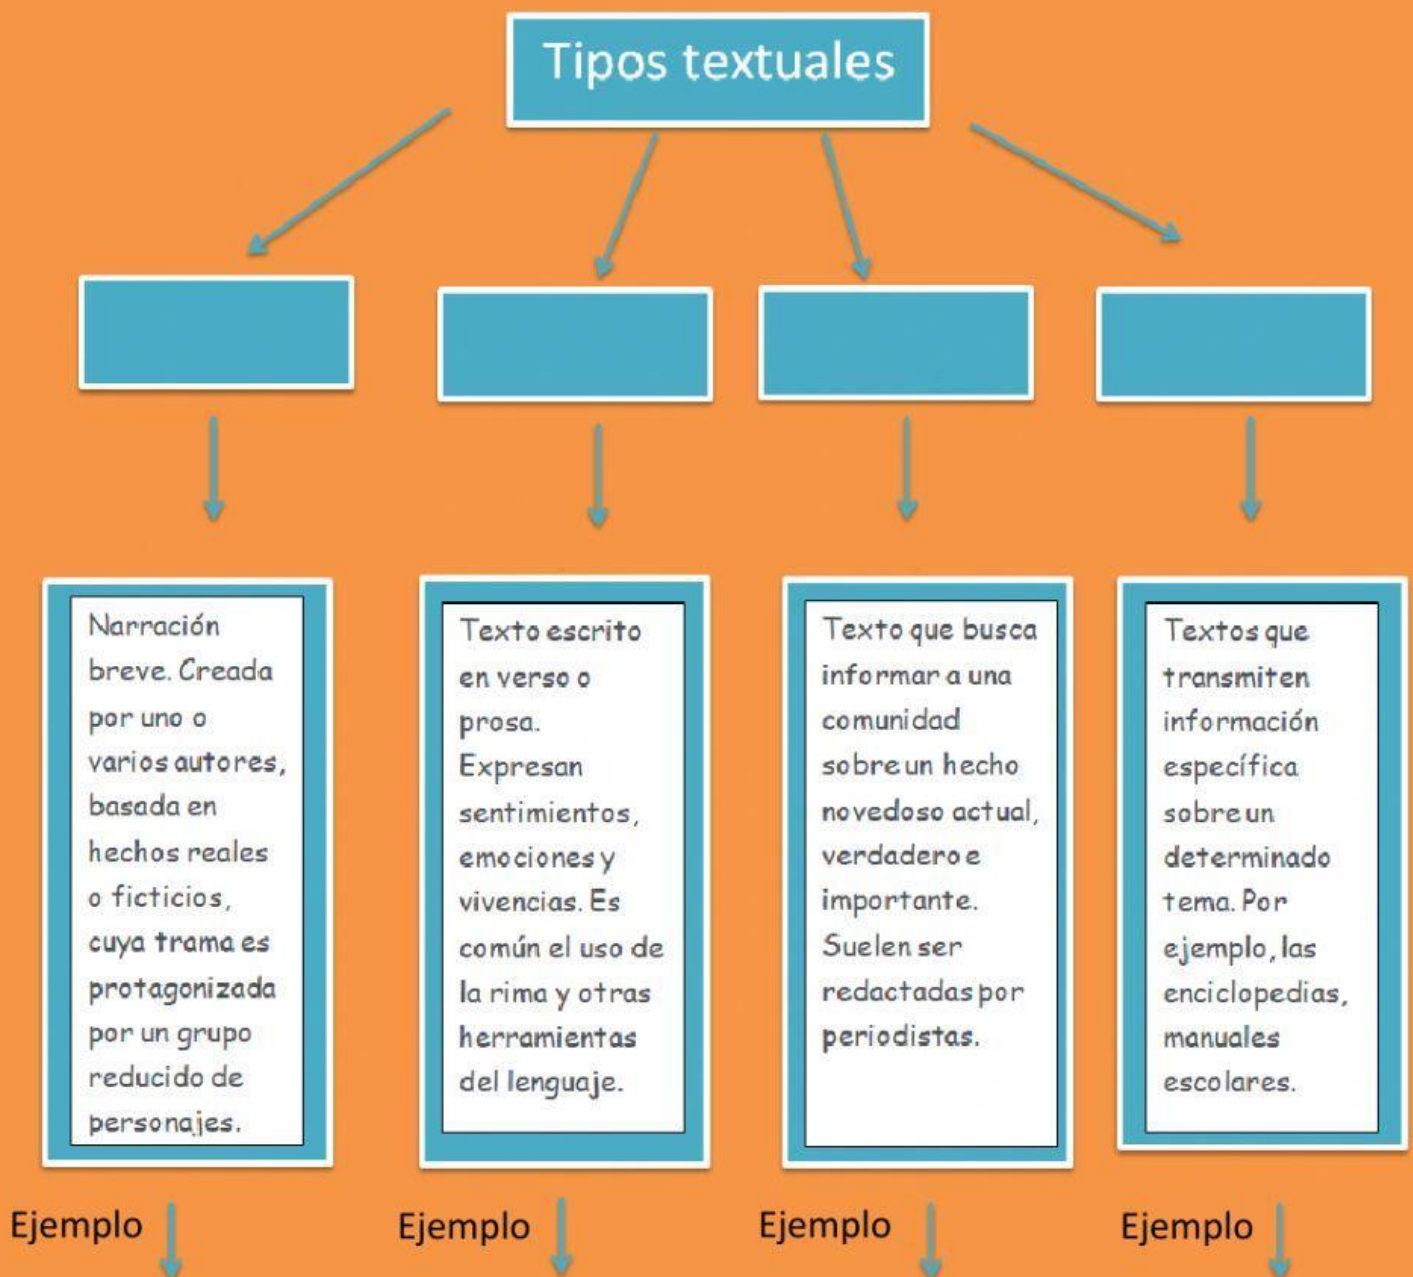 Tipos textuales
Narración
breve. Creada
por uno o
varios autores,
basada en
hechos reales
o ficticios,
cuya trama es
protagonizada
por un grupo
reducido de
personajes.
Texto escrito
en verso o
prosa.
Expresan
sentimientos,
emociones y
vivencias. Es
común el uso de
la rima y otras
herramientas
del lenguaje.
Texto que busca
informar a una
comunidad
sobre un hecho
novedoso actual,
verdadero e
importante.
Suelen ser
redactadas por
periodistas.
Textos que
transmiten
información
específica
sobre un
determinado
tema. Por
ejemplo, las
enciclopedias,
manuales
escolares.
Ejemplo
Ejemplo
Ejemplo
Ejemplo